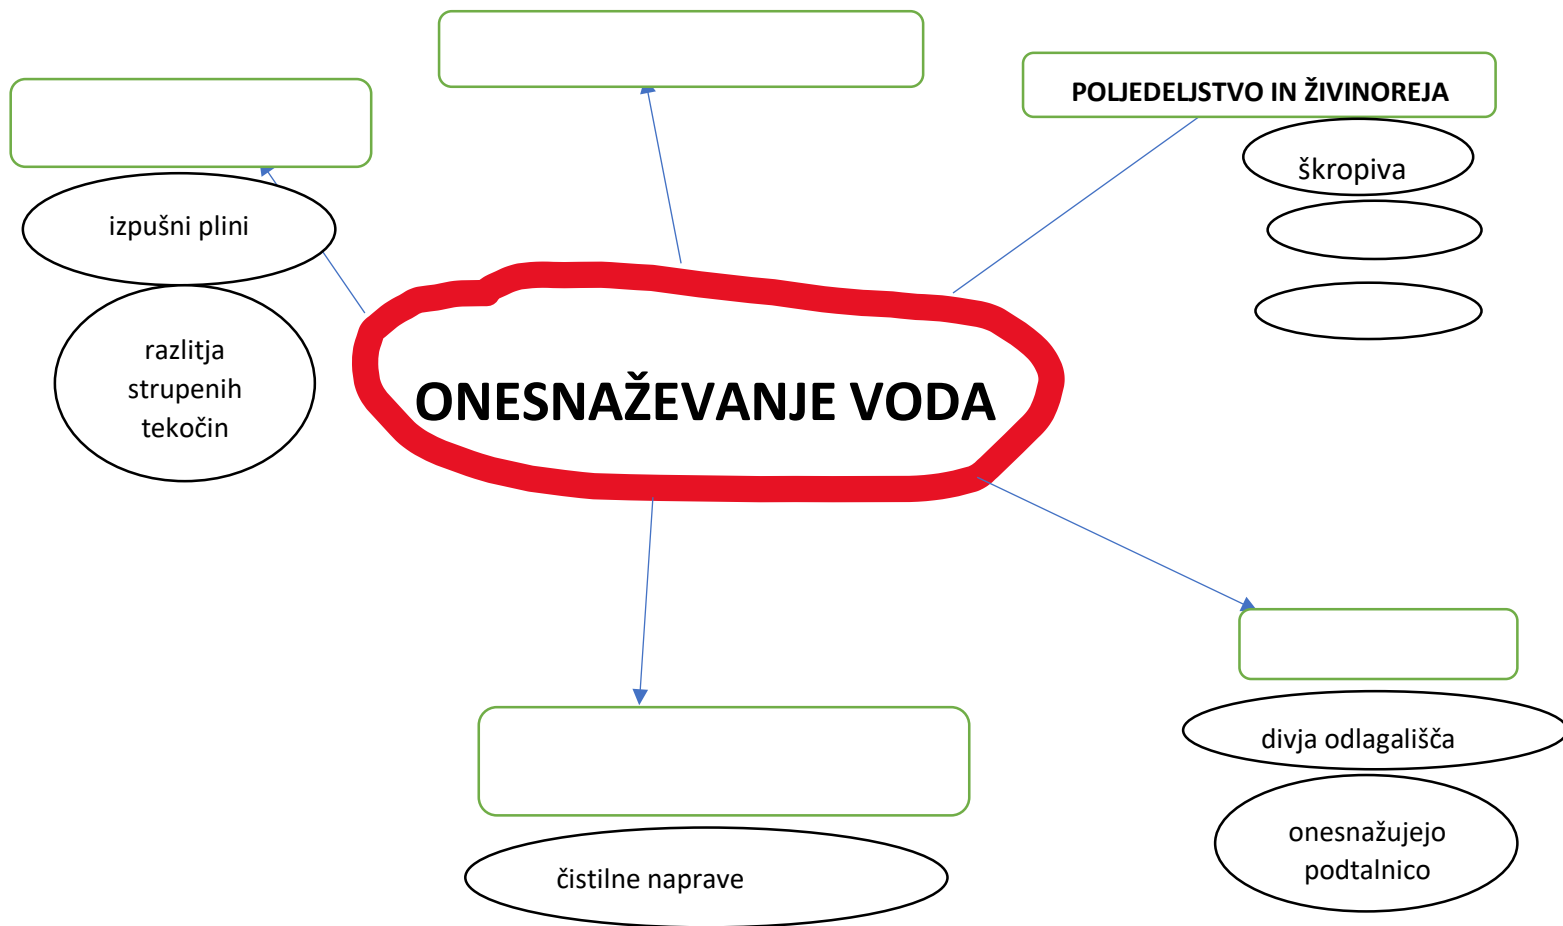 POLJEDELJSTVO IN ŽIVINOREJA
škropiva
izpušni plini
razlitja
strupenih
tekočin
ONESNAŽEVANJE VODA
divja odlagališča
onesnažujejo
podtalnico
čistilne naprave